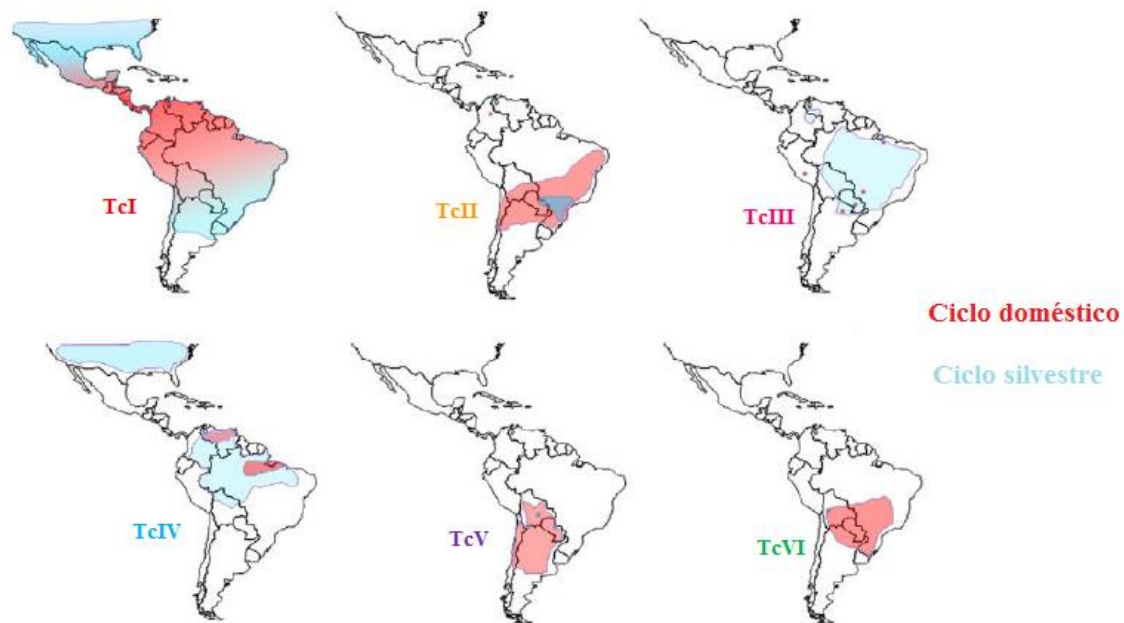 TcI
TcII
TcIII
Ciclo doméstico
Ciclo silvestre
TcIV
TcV
TcVI